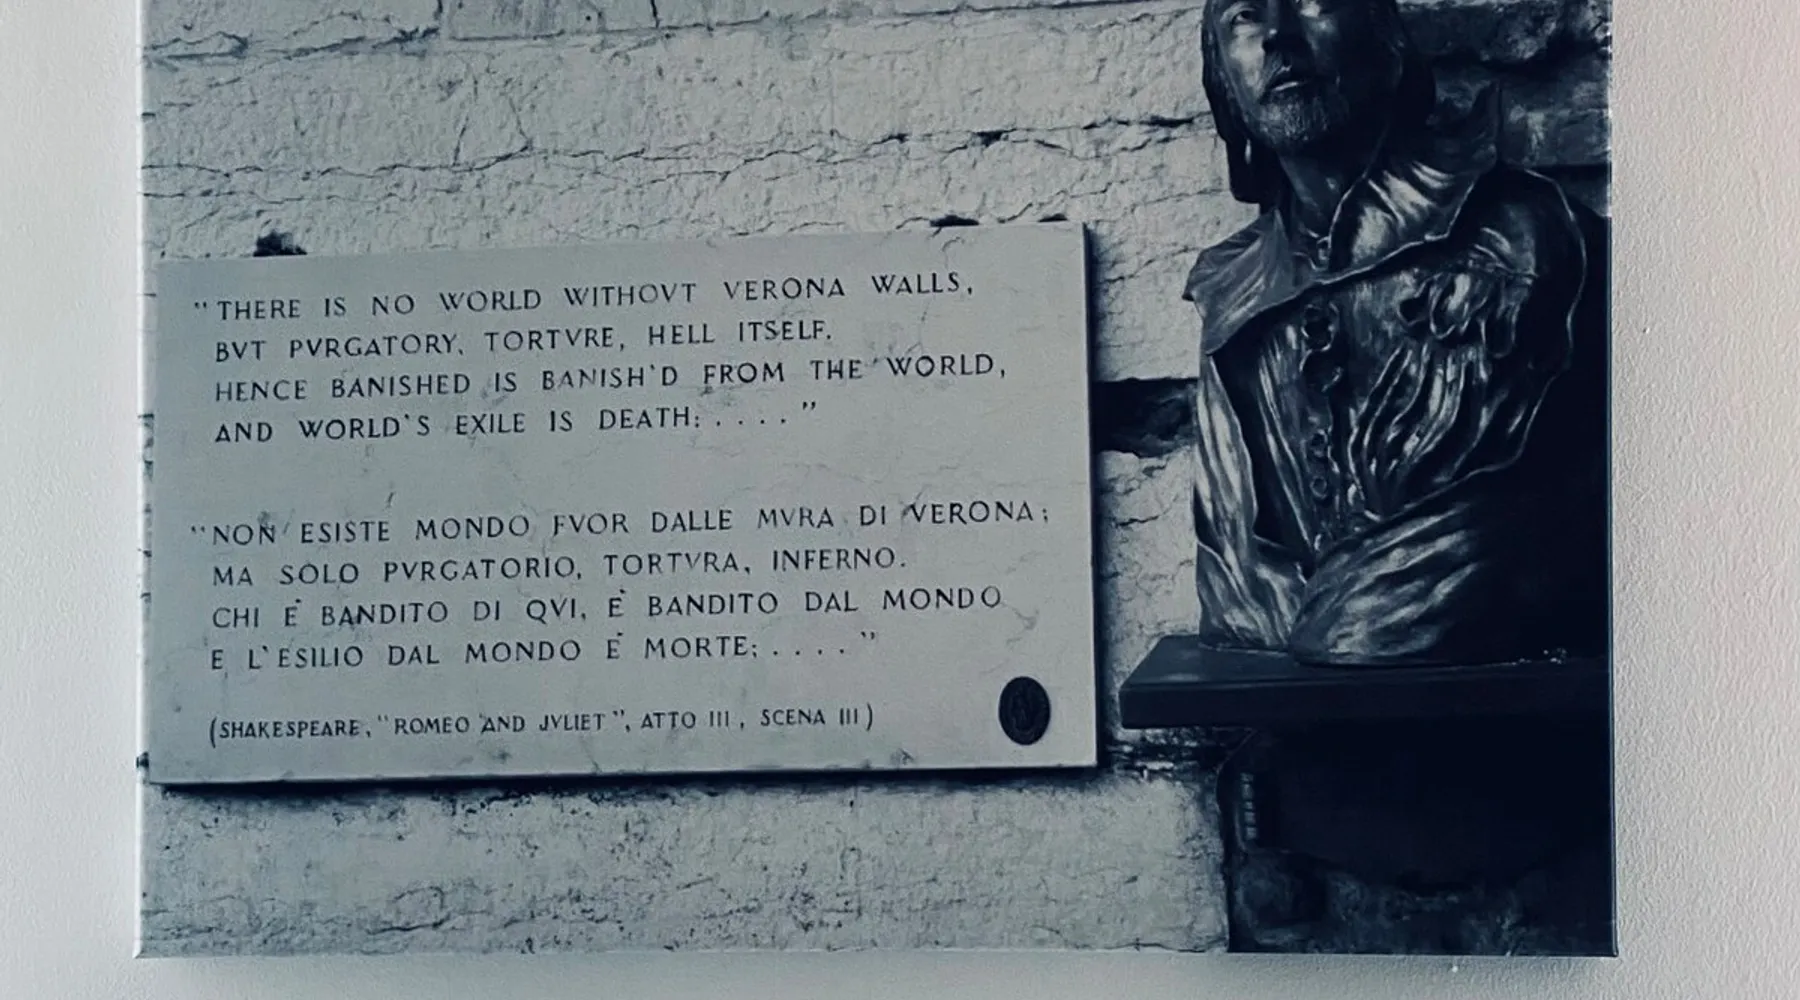 "THERE IS NO WORLD WITHOVT VERONA WALLS,
BVT PVRGATORY, TORTVRE, HELL ITSELF.
HENCE BANISHED IS BANISH'D FROM THE WORLD,
AND WORLD'S EXILE IS DEATH: . . . . "
"NON ESISTE MONDO FVOR DALLE MVRA DI VERONA;
MA SOLO PVRGATORIO, TORTVRA, INFERNO.
CHI È BANDITO DI QVI, È BANDITO DAL MONDO
E L'ESILIO DAL MONDO È MORTE; . . . . "
(SHAKESPEARE, "ROMEO AND JVLIET", ATTO III, SCENA III)